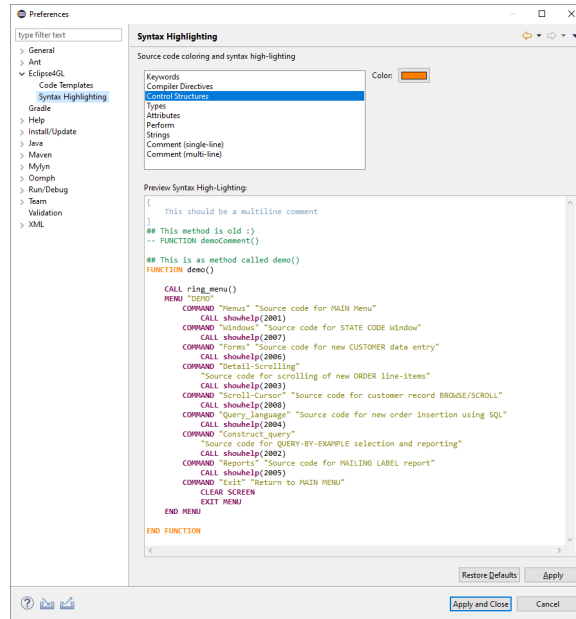 Preferences
type filter text
General
Ant
Eclipse4GL
Code Templates
Syntax Highlighting
Gradle
Help
Install/Update
Java
Maven
Mylyn
Oomph
Run/Debug
Team
Validation
XML
Syntax Highlighting
Source code coloring and syntax high-lighting
Keywords
Compiler Directives
Control Structures
Types
Attributes
Perform
Strings
Comment (single-line)
Comment (multi-line)
Color:
Preview Syntax High-Lighting:
{
This should be a multiline comment
}
## This method is old :)
-- FUNCTION demoComment()
## This is as method called demo()
FUNCTION demo()
CALL ring_menu()
MENU "DEMO"
COMMAND "Menus" "Source code for MAIN Menu"
CALL showhelp(2001)
COMMAND "Windows" "Source code for STATE CODE Window"
CALL showhelp(2007)
COMMAND "Forms" "Source code for new CUSTOMER data entry"
CALL showhelp(2006)
COMMAND "Detail-Scrolling"
"Source code for scrolling of new ORDER line-items"
CALL showhelp(2003)
COMMAND "Scroll-Cursor" "Source code for customer record BROWSE/SCROLL"
CALL showhelp(2008)
COMMAND "Query_language" "Source code for new order insertion using SQL"
CALL showhelp(2004)
COMMAND "Construct_query"
"Source code for QUERY-BY-EXAMPLE selection and reporting"
CALL showhelp(2002)
COMMAND "Reports" "Source code for MAILING LABEL report"
CALL showhelp(2005)
COMMAND "Exit" "Return to MAIN MENU"
CLEAR SCREEN
EXIT MENU
END MENU
END FUNCTION
Restore Defaults
Apply
Apply and Close
Cancel